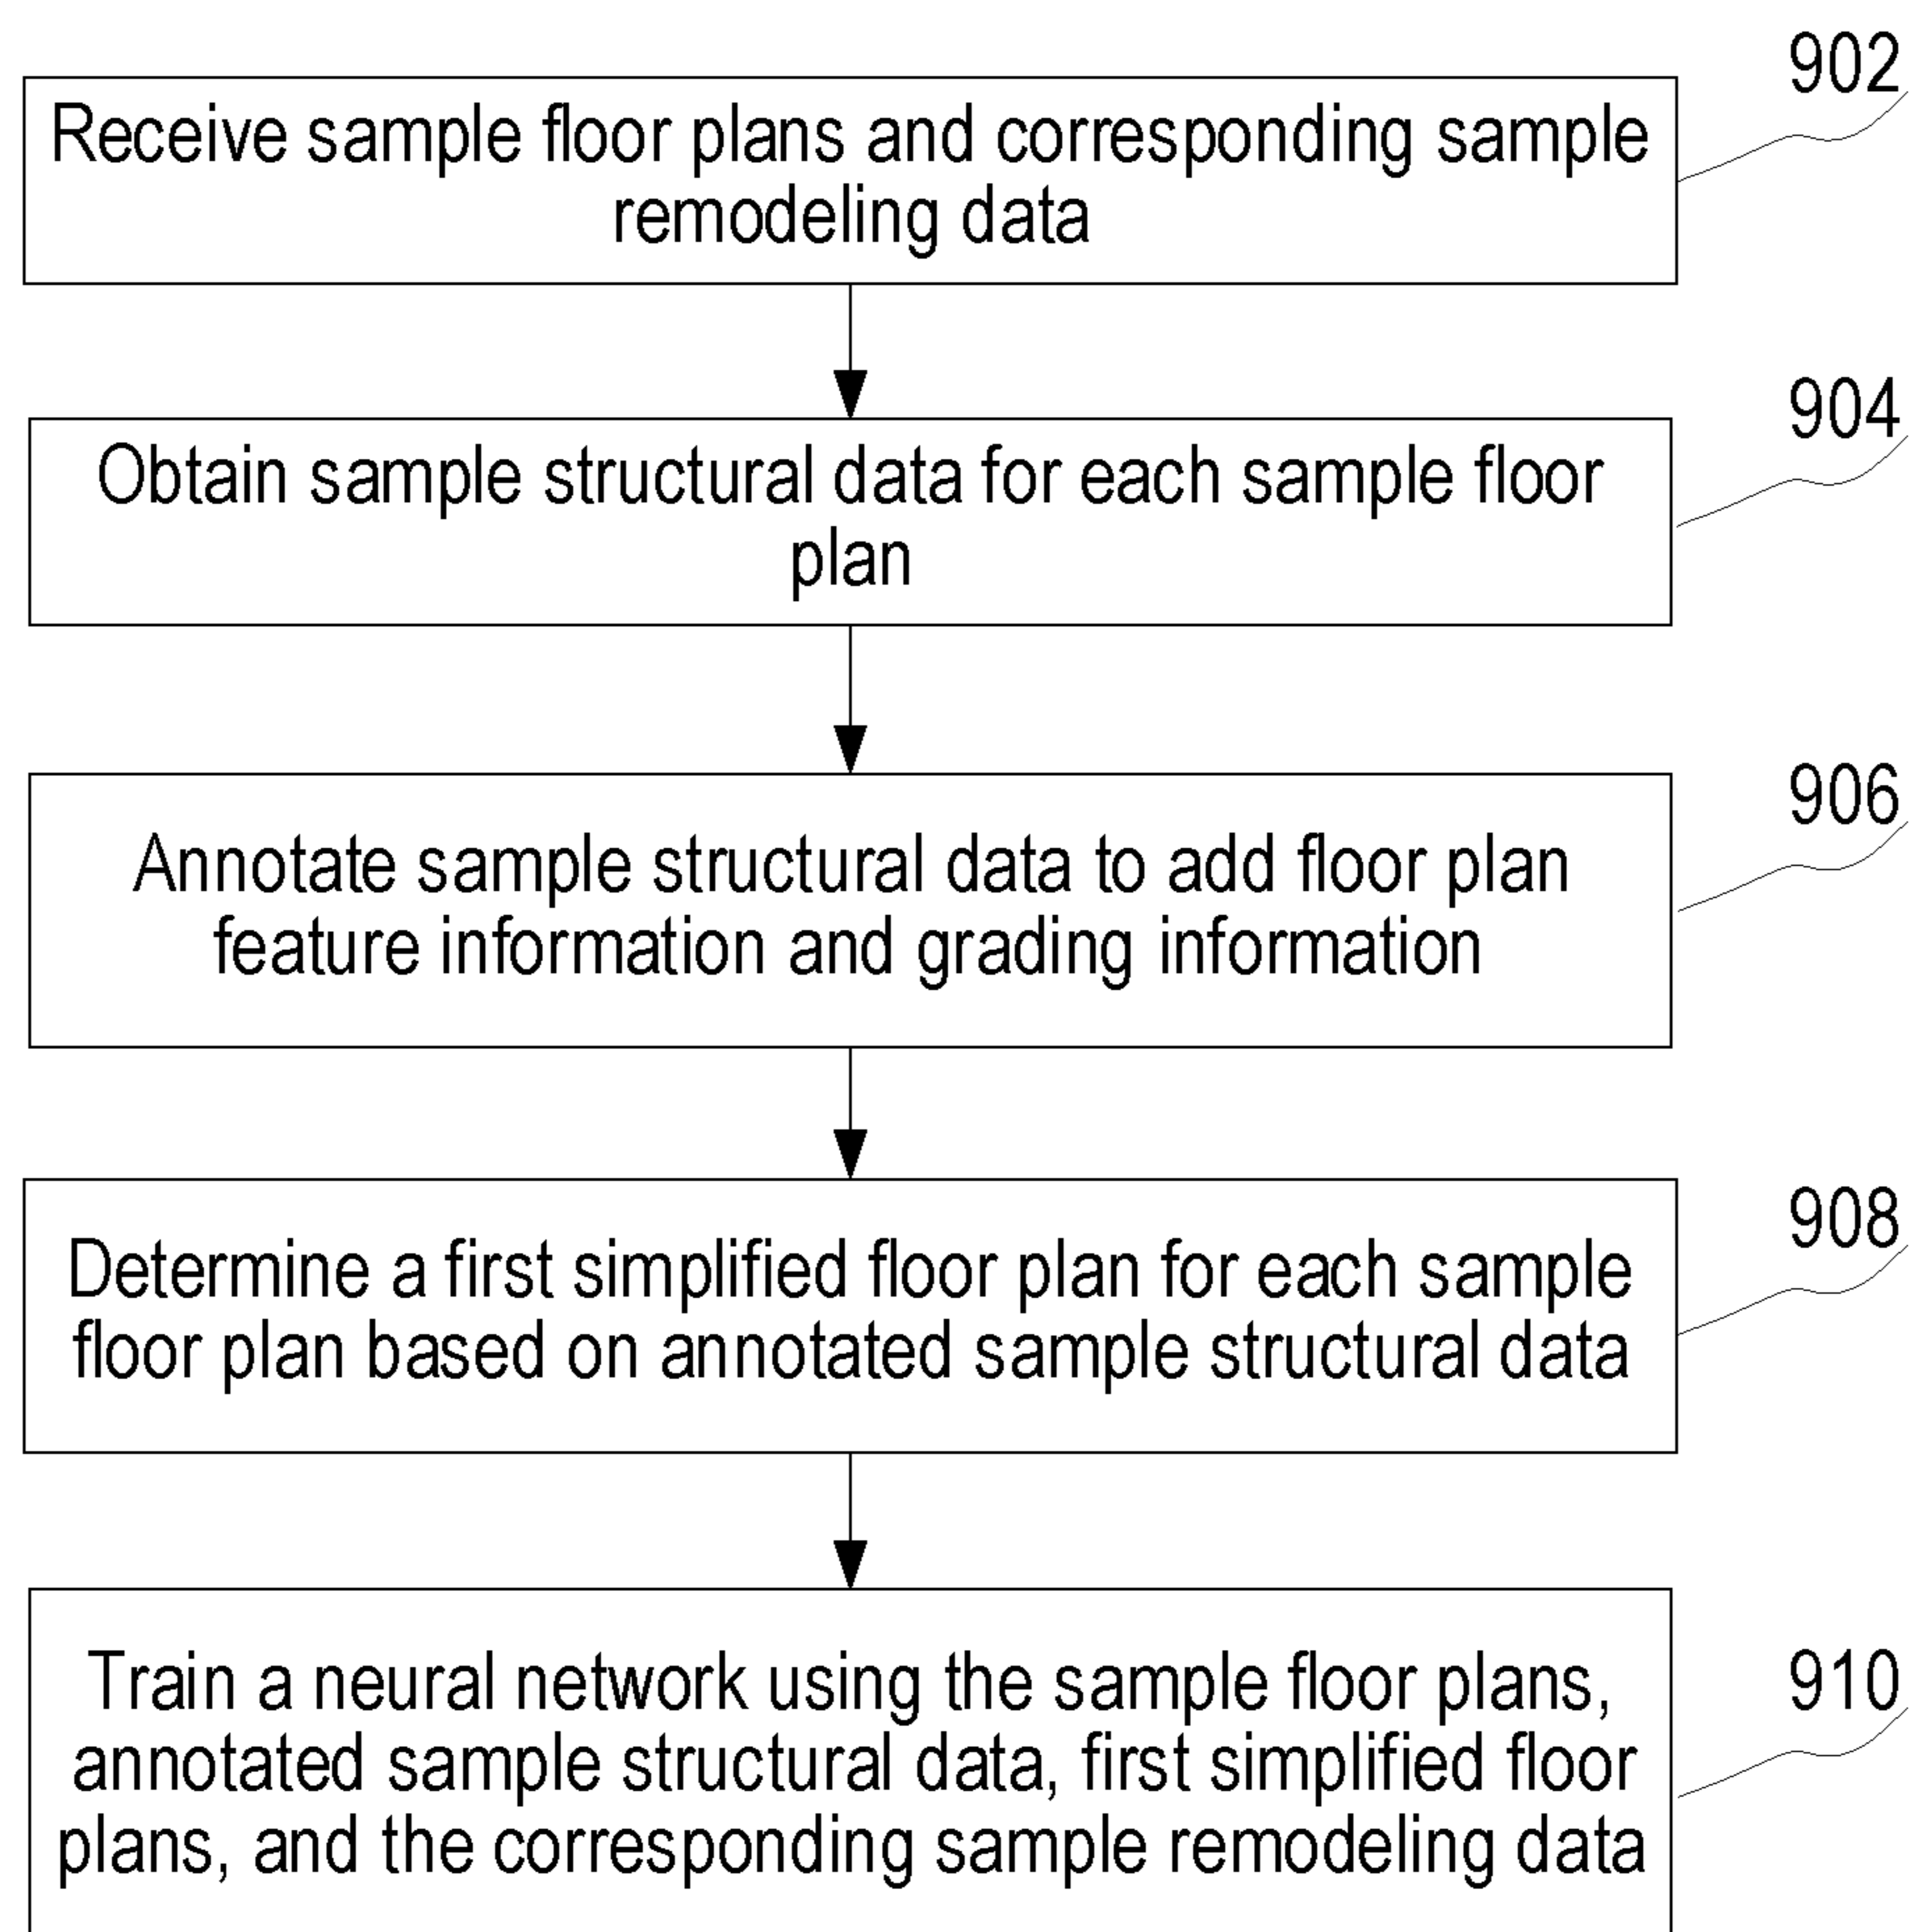 902
Receive sample floor plans and corresponding sample
remodeling data
904
Obtain sample structural data for each sample floor
plan
906
Annotate sample structural data to add floor plan
feature information and grading information
908
Determine a first simplified floor plan for each sample
floor plan based on annotated sample structural data
910
Train a neural network using the sample floor plans,
annotated sample structural data, first simplified floor
plans, and the corresponding sample remodeling data